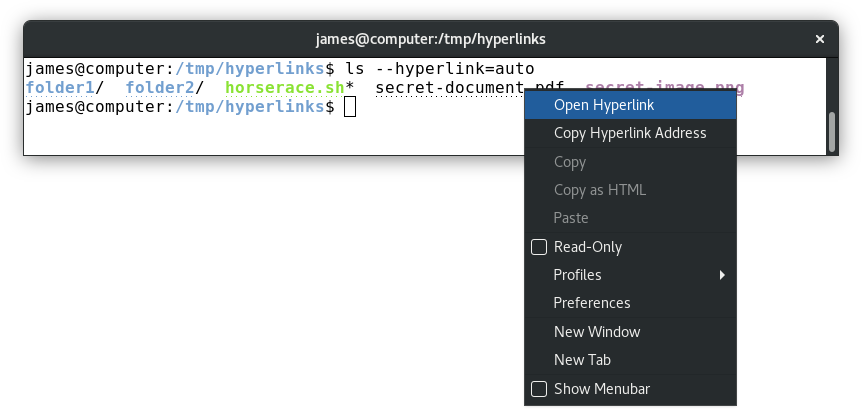 james@computer:/tmp/hyperlinks
james@computer:/tmp/hyperlinks$ ls --hyperlink=auto
folder1/ folder2/ horserace.sh* secret-document.pdf secret-image.png
james@computer:/tmp/hyperlinks$
Open Hyperlink
Copy Hyperlink Address
Copy
Copy as HTML
Paste
Read-Only
Profiles
Preferences
New Window
New Tab
Show Menubar